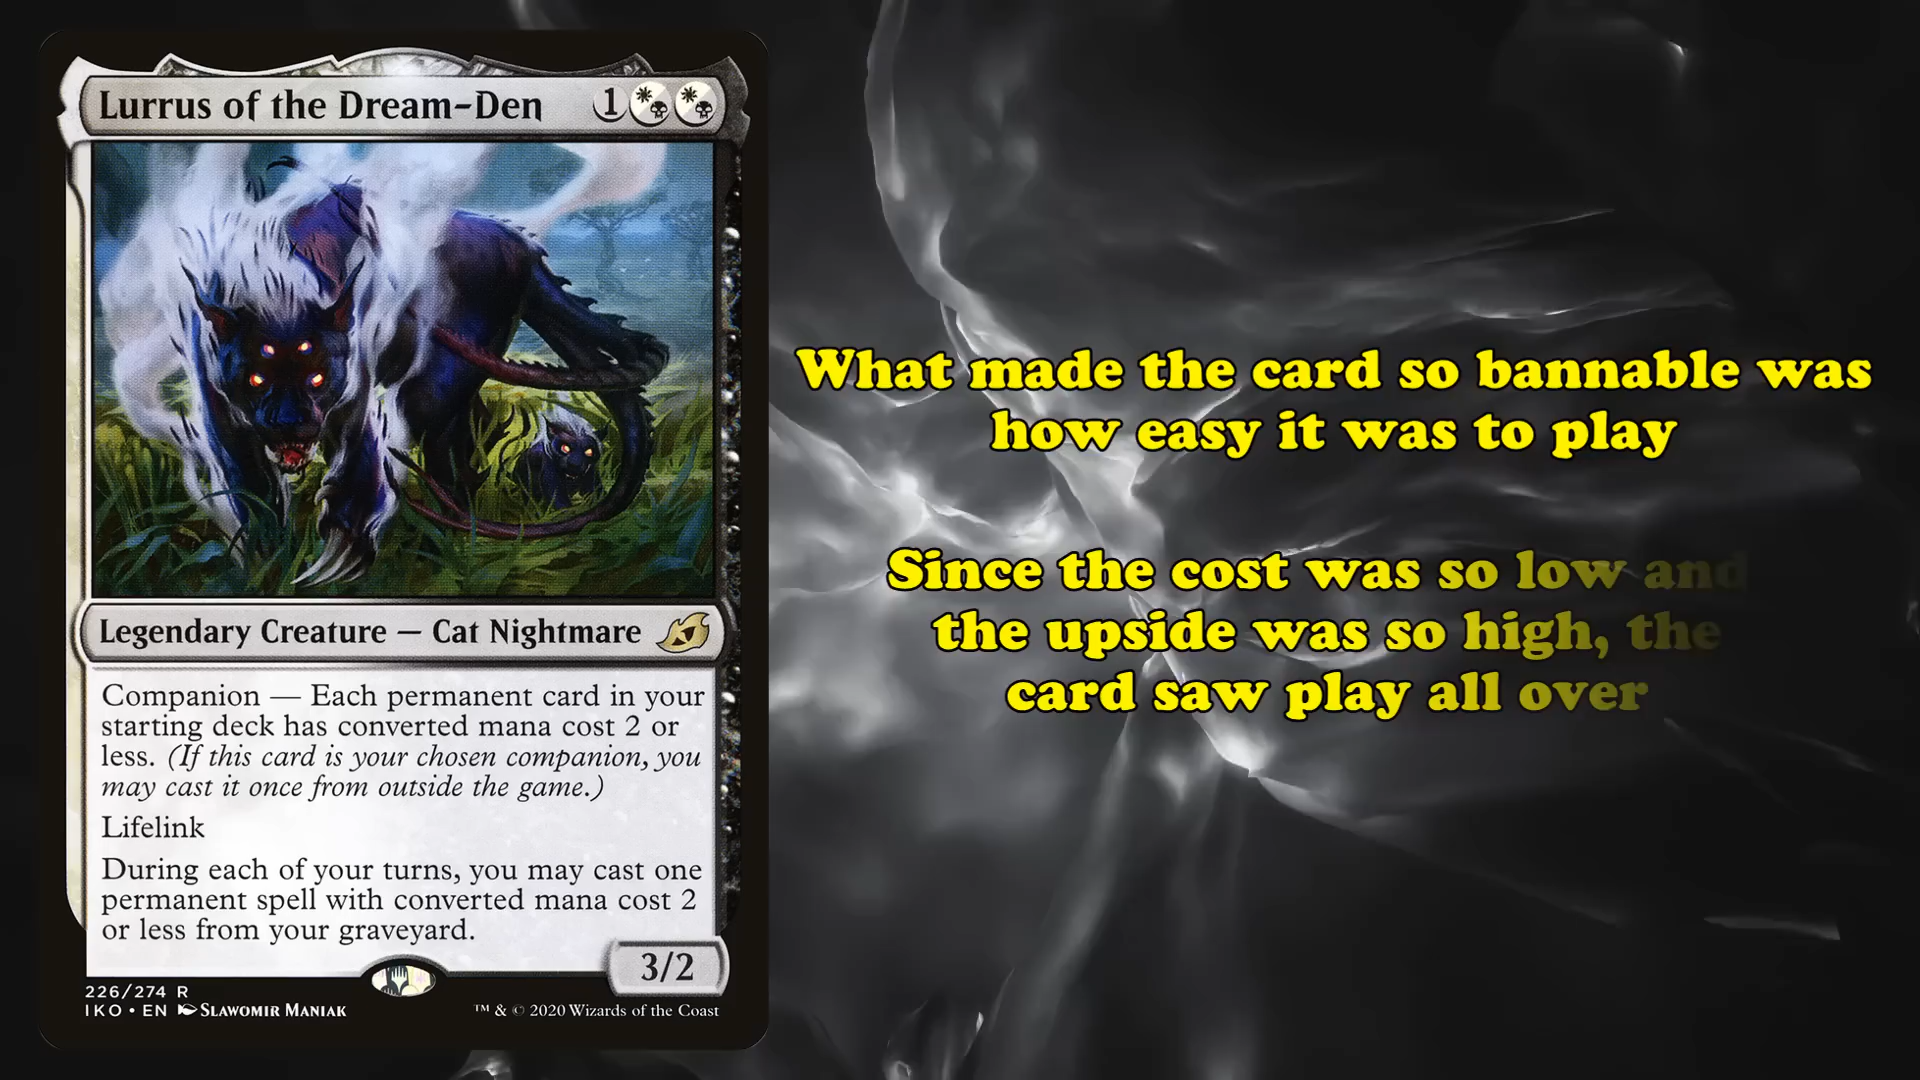 Lurrus of the Dream-Den 1
Legendary Creature — Cat Nightmare
Companion — Each permanent card in your
starting deck has converted mana cost 2 or
less. (If this card is your chosen companion, you
may cast it once from outside the game.)
Lifelink
During each of your turns, you may cast one
permanent spell with converted mana cost 2
or less from your graveyard.
3/2
226/274 R
IKO • EN Slawomir Maniak
™ & © 2020 Wizards of the Coast
What made the card so bannable was
how easy it was to play
Since the cost was so low and
the upside was so high, the
card saw play all over